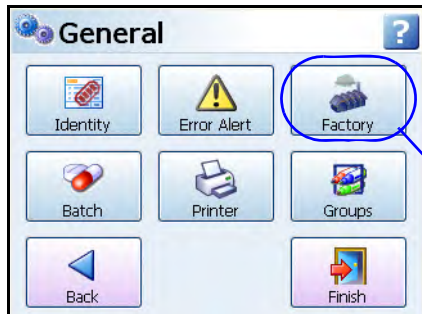 General ?
Identity Error Alert Factory
Batch Printer Groups
Back Finish